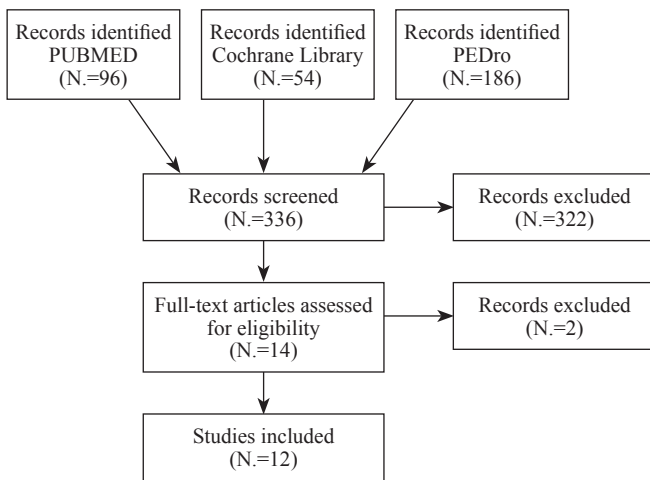 Records identified
PUBMED
(N.=96)
Records identified
Cochrane Library
(N.=54)
Records identified
PEDro
(N.=186)
Records screened
(N.=336)
Records excluded
(N.=322)
Full-text articles assessed
for eligibility
(N.=14)
Records excluded
(N.=2)
Studies included
(N.=12)